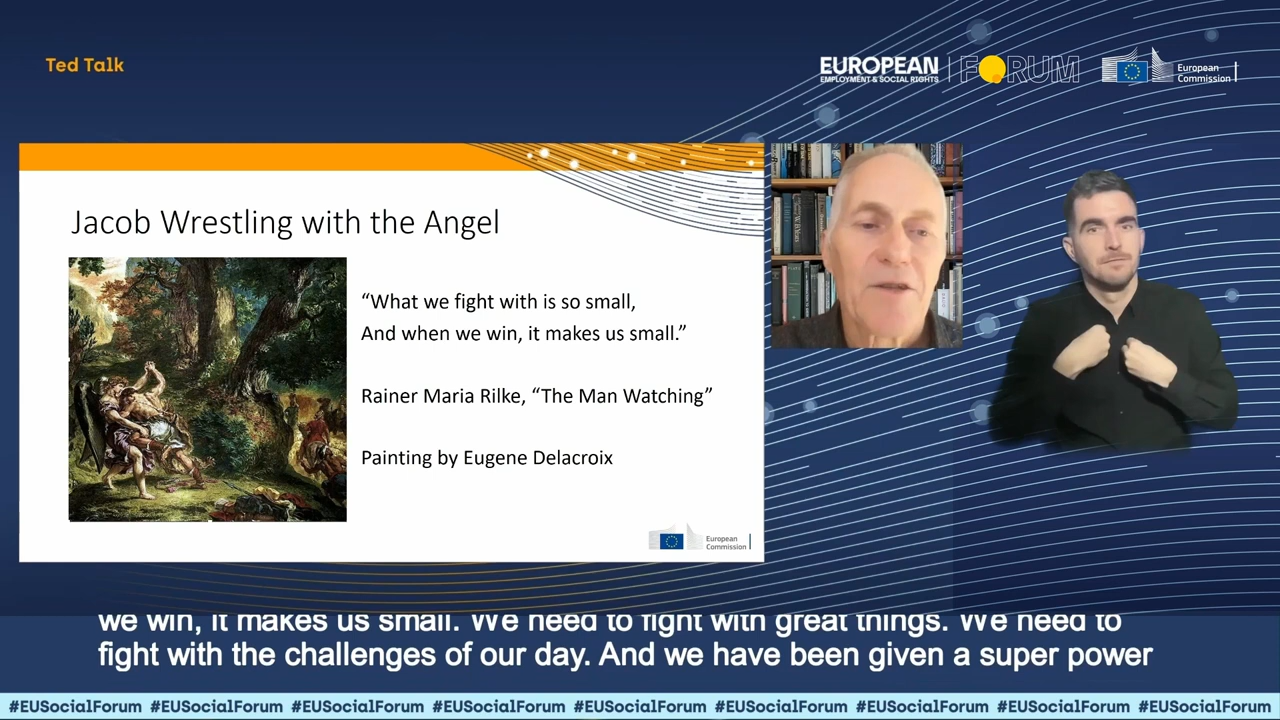 Ted Talk
EUROPEAN
EMPLOYMENT & SOCIAL RIGHTS
FORUM
European
Commission
Jacob Wrestling with the Angel
“What we fight with is so small,
And when we win, it makes us small.”
Rainer Maria Rilke, “The Man Watching”
Painting by Eugene Delacroix
European
Commission
we win, it makes us small. We need to fight with great things. We need to
fight with the challenges of our day. And we have been given a super power
#EUSocialForum #EUSocialForum #EUSocialForum #EUSocialForum #EUSocialForum #EUSocialForum #EUSocialForum #EUSocialForum #EUSocialForum